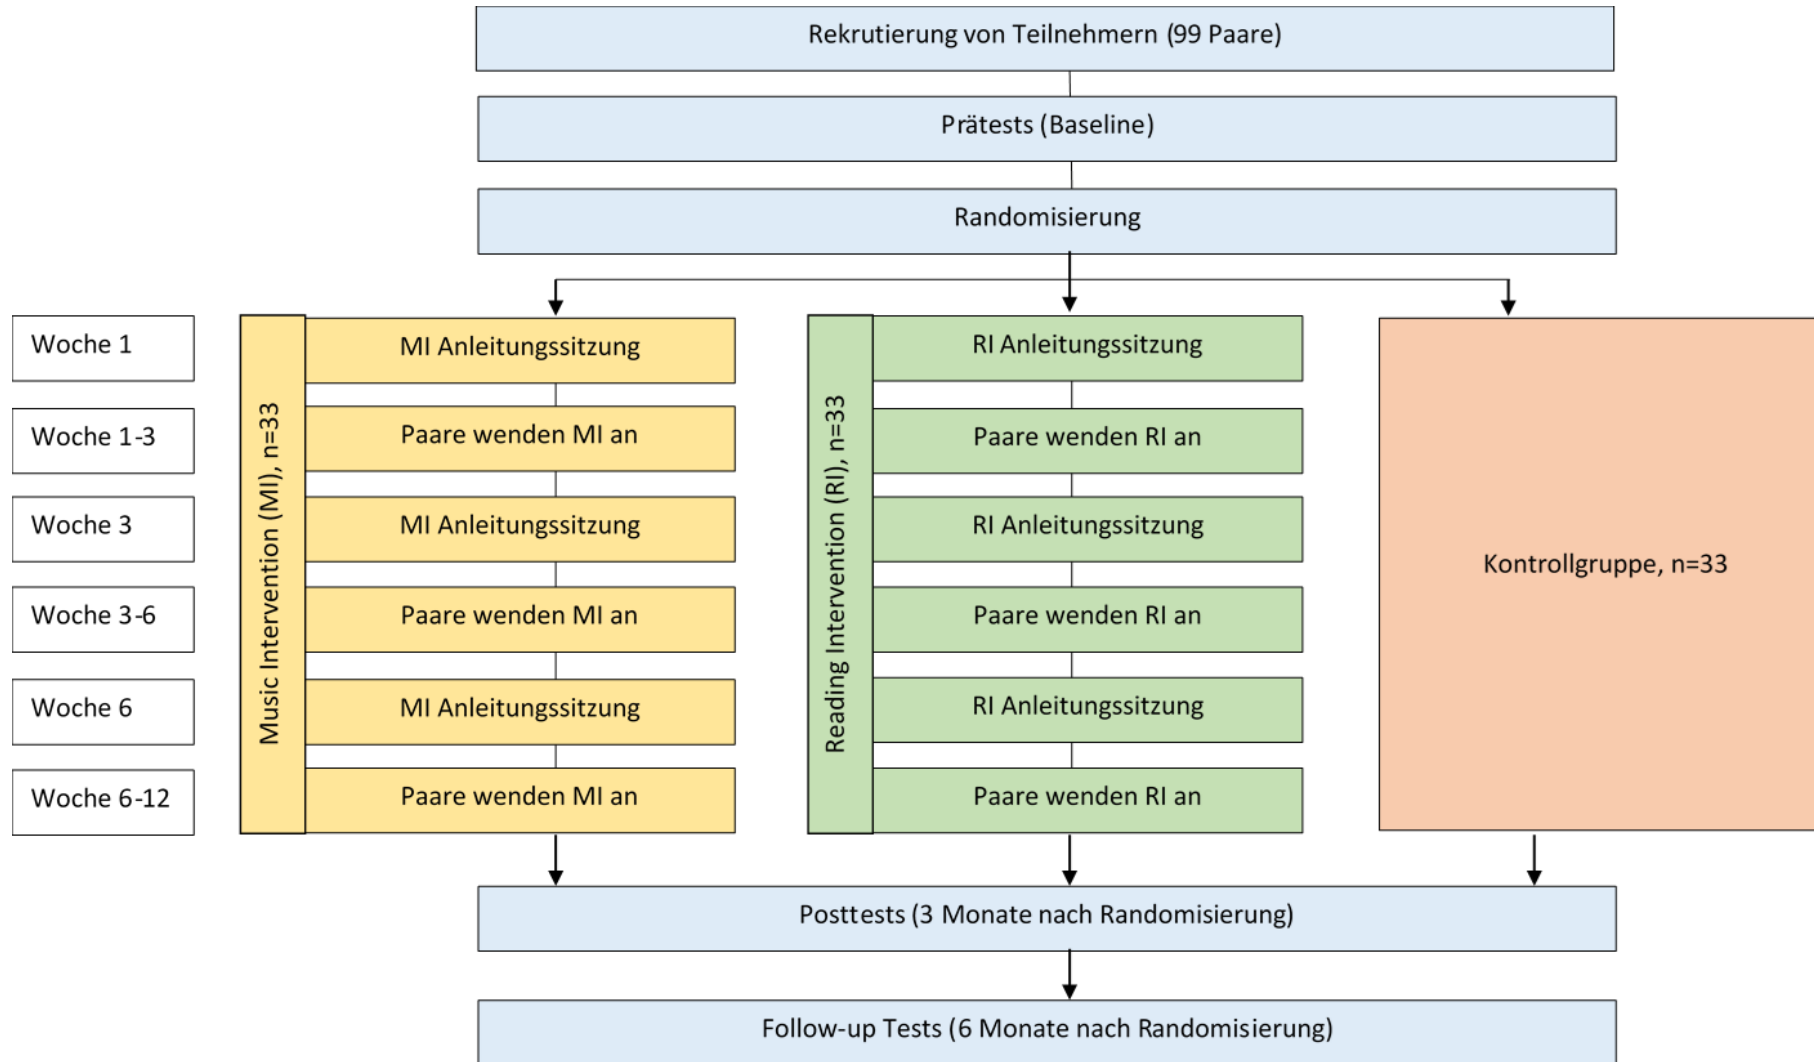 Rekrutierung von Teilnehmern (99 Paare)
Prätests (Baseline)
Randomisierung
Woche 1
Woche 1-3
Woche 3
Woche 3-6
Woche 6
Woche 6-12
Music Intervention (MI), n=33
MI Anleitungssitzung
Paare wenden MI an
MI Anleitungssitzung
Paare wenden MI an
MI Anleitungssitzung
Paare wenden MI an
Reading Intervention (RI), n=33
RI Anleitungssitzung
Paare wenden RI an
RI Anleitungssitzung
Paare wenden RI an
RI Anleitungssitzung
Paare wenden RI an
Kontrollgruppe, n=33
Posttests (3 Monate nach Randomisierung)
Follow-up Tests (6 Monate nach Randomisierung)